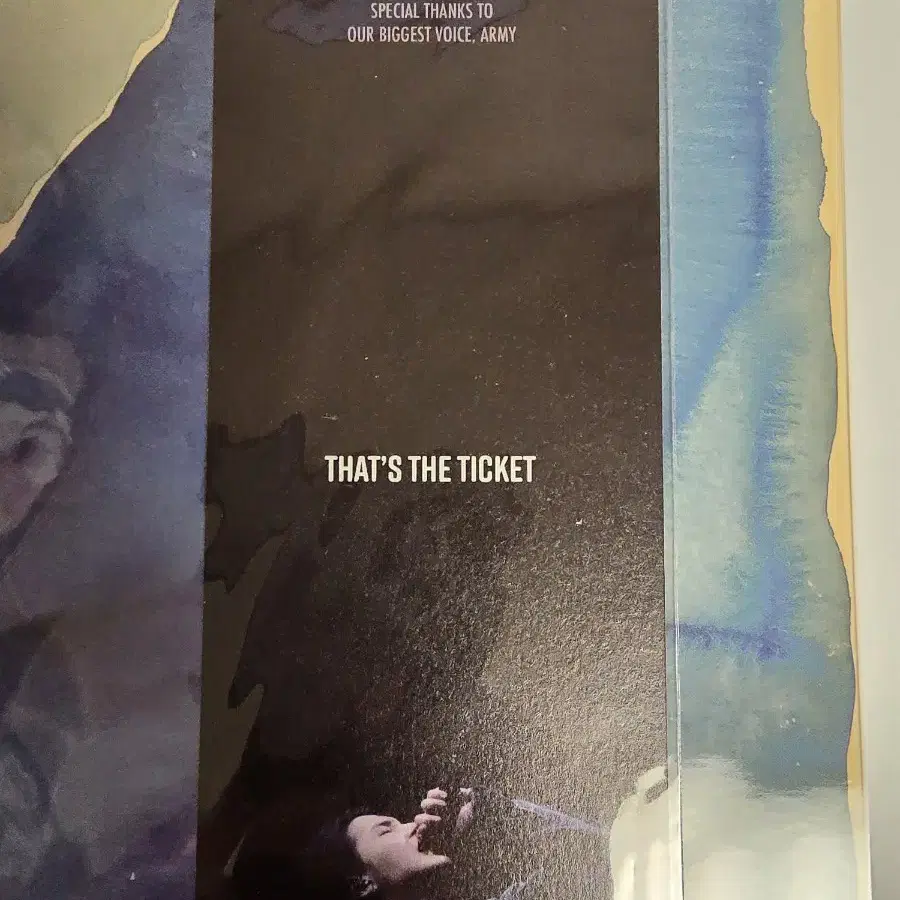 SPECIAL THANKS TO
OUR BIGGEST VOICE, ARMY
THAT'S THE TICKET